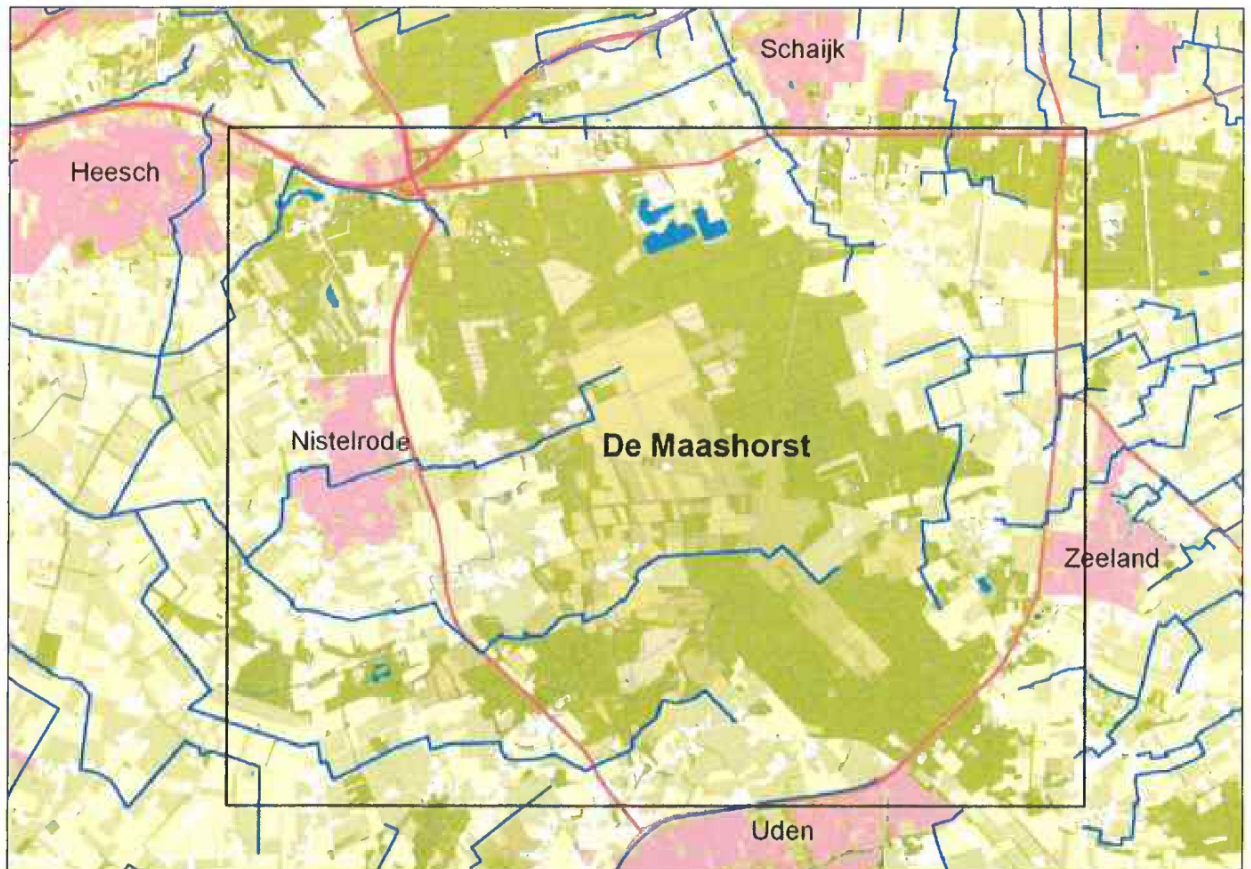 Schaijk
Heesch
Nistelrode
De Maashorst
Zeeland
Uden